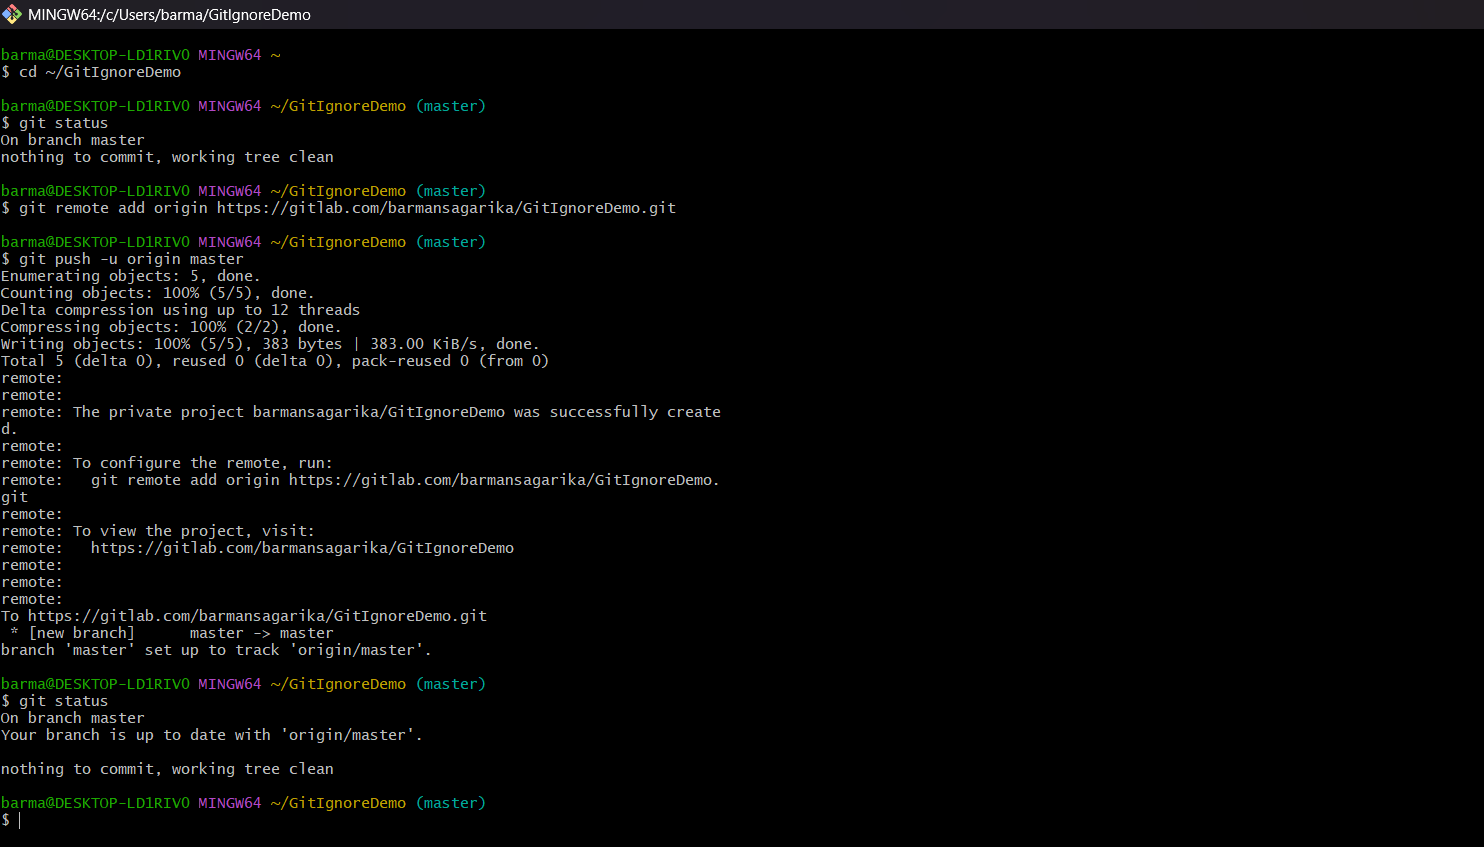 MINGW64:/c/Users/barma/GitIgnoreDemo
barma@DESKTOP-LD1RIVO MINGW64 ~
$ cd ~/GitIgnoreDemo
barma@DESKTOP-LD1RIVO MINGW64 ~/GitIgnoreDemo (master)
$ git status
On branch master
nothing to commit, working tree clean
barma@DESKTOP-LD1RIVO MINGW64 ~/GitIgnoreDemo (master)
$ git remote add origin https://gitlab.com/barmansagarika/GitIgnoreDemo.git
barma@DESKTOP-LD1RIVO MINGW64 ~/GitIgnoreDemo (master)
$ git push -u origin master
Enumerating objects: 5, done.
Counting objects: 100% (5/5), done.
Delta compression using up to 12 threads
Compressing objects: 100% (2/2), done.
Writing objects: 100% (5/5), 383 bytes | 383.00 KiB/s, done.
Total 5 (delta 0), reused 0 (delta 0), pack-reused 0 (from 0)
remote:
remote:
remote: The private project barmansagarika/GitIgnoreDemo was successfully create
d.
remote:
remote: To configure the remote, run:
remote:   git remote add origin https://gitlab.com/barmansagarika/GitIgnoreDemo.
git
remote:
remote: To view the project, visit:
remote:   https://gitlab.com/barmansagarika/GitIgnoreDemo
remote:
remote:
remote:
To https://gitlab.com/barmansagarika/GitIgnoreDemo.git
 * [new branch]      master -> master
branch 'master' set up to track 'origin/master'.
barma@DESKTOP-LD1RIVO MINGW64 ~/GitIgnoreDemo (master)
$ git status
On branch master
Your branch is up to date with 'origin/master'.
nothing to commit, working tree clean
barma@DESKTOP-LD1RIVO MINGW64 ~/GitIgnoreDemo (master)
$